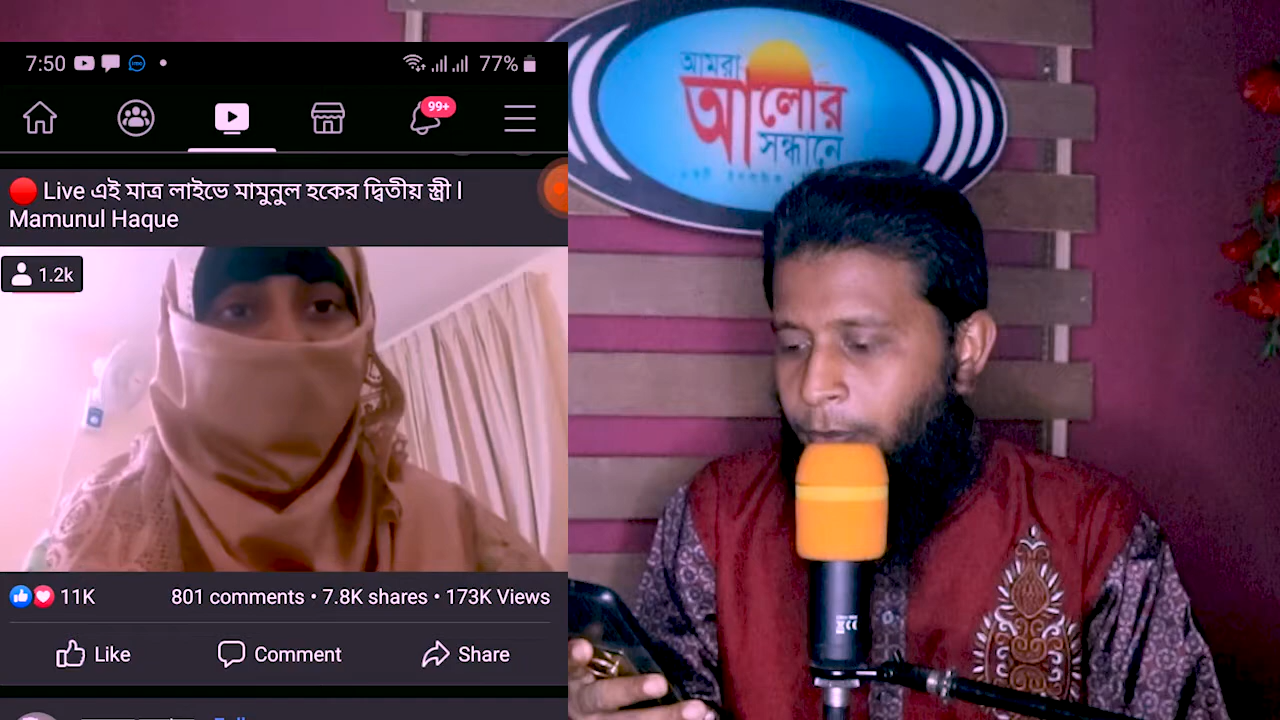 7:50
77%
99+
Live এই মাত্র লাইভে মামুনুল হকের দ্বিতীয় স্ত্রী l
Mamunul Haque
1.2k
11K
801 comments • 7.8K shares • 173K Views
Like
Comment
Share
আমরা
আলোর
সন্ধানে